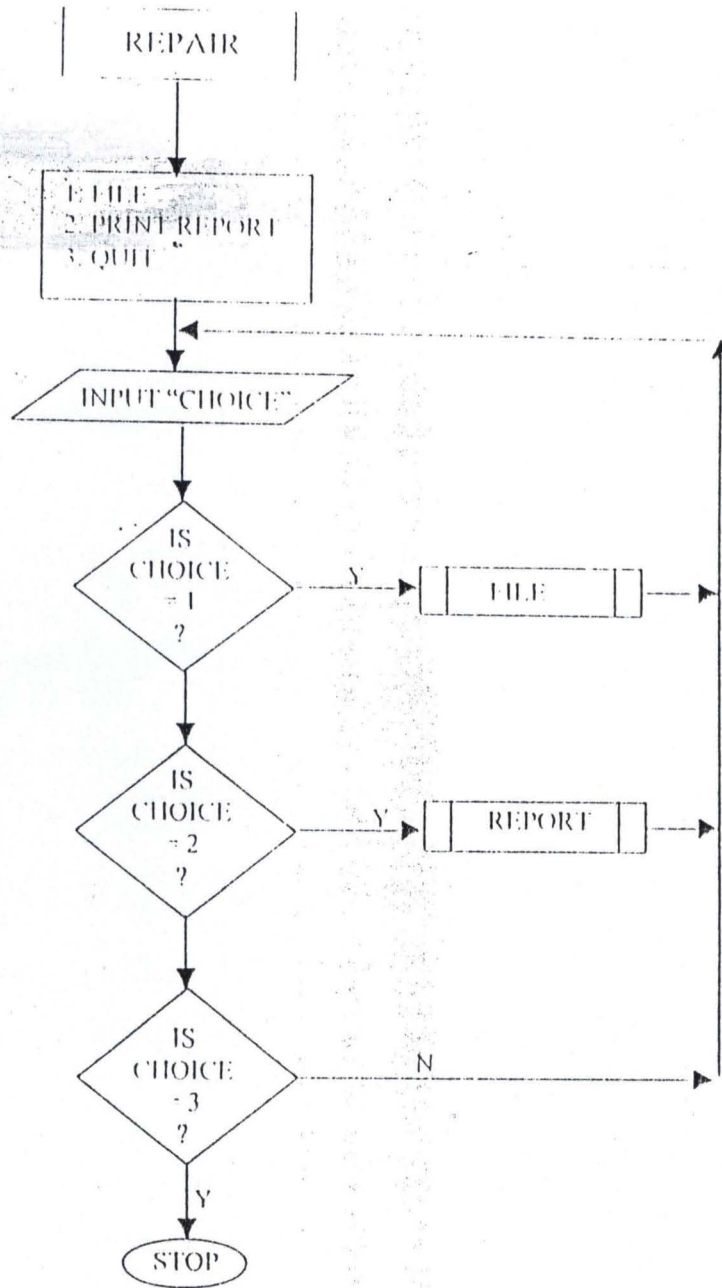 REPAIR
1. FILE
2. PRINT REPORT
3. QUIT
INPUT “CHOICE”
IS
CHOICE
= 1
?
Y
FILE
IS
CHOICE
= 2
?
Y
REPORT
IS
CHOICE
= 3
?
N
Y
STOP